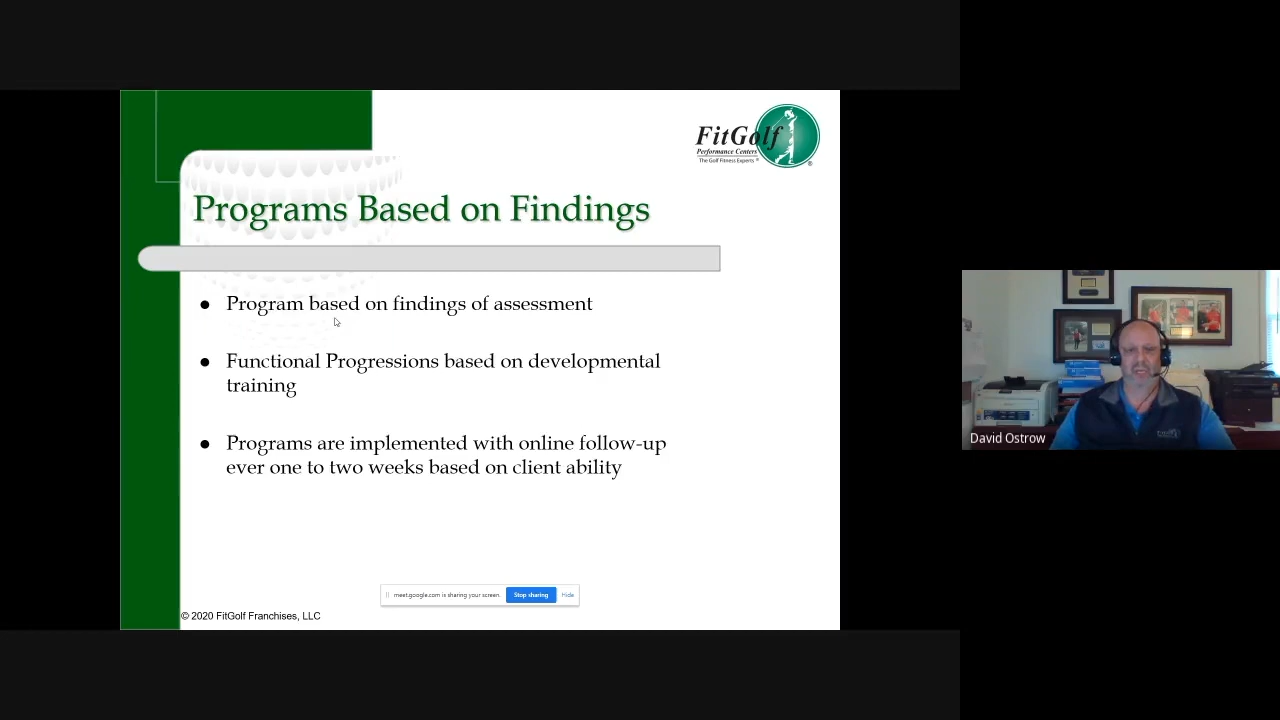 FitGolf
Performance Centers
The Golf Fitness Experts ®
®
Programs Based on Findings
● Program based on findings of assessment
● Functional Progressions based on developmental
training
● Programs are implemented with online follow-up
ever one to two weeks based on client ability
meet.google.com is sharing your screen.
Stop sharing
Hide
© 2020 FitGolf Franchises, LLC
David Ostrow